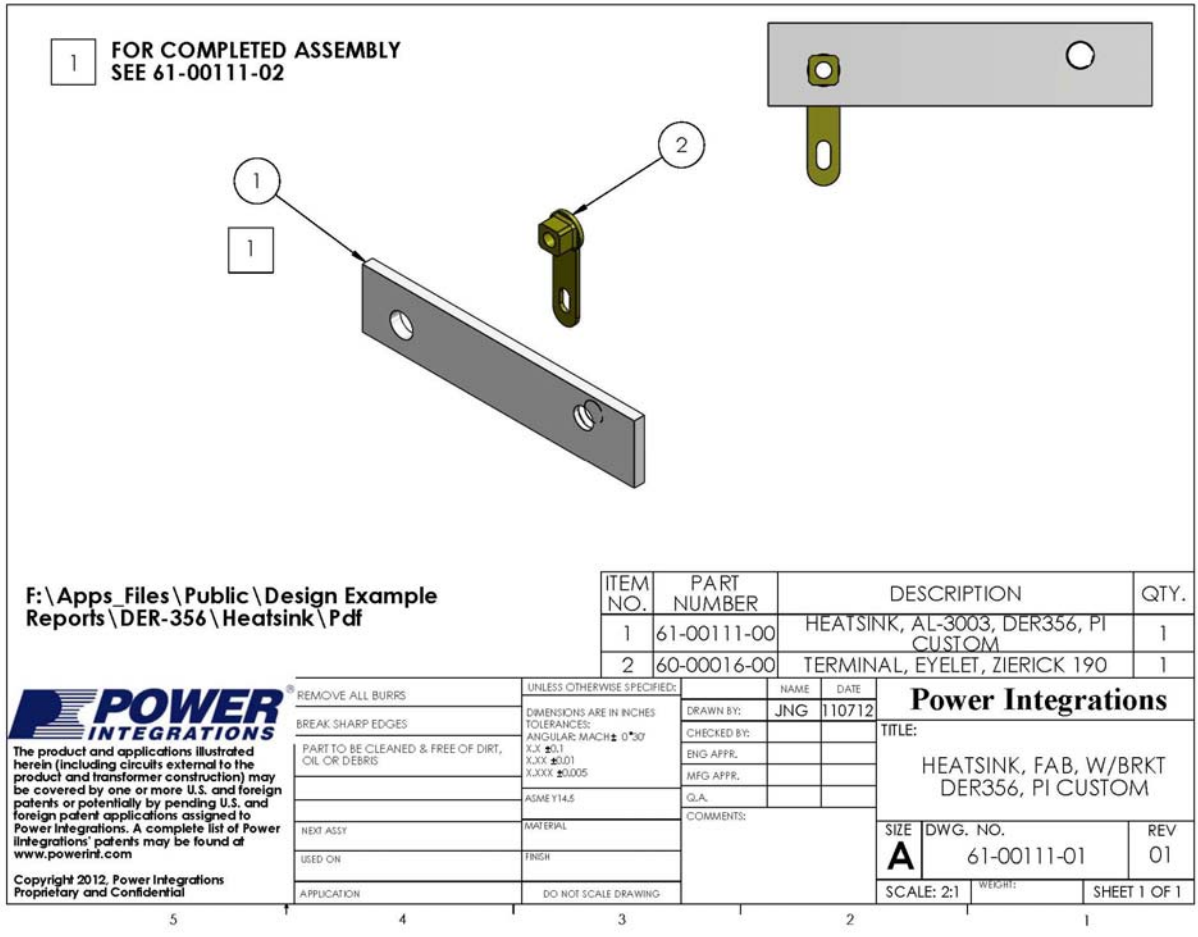 1
FOR COMPLETED ASSEMBLY
SEE 61-00111-02
2
1
1
F:\Apps_Files\Public\Design Example
Reports\DER-356\Heatsink\Pdf
ITEM NO. PART NUMBER DESCRIPTION QTY.
1 61-00111-00 HEATSINK, AL-3003, DER356, PI CUSTOM 1
2 60-00016-00 TERMINAL, EYELET, ZIERICK 190 1
POWER
INTEGRATIONS
®
The product and applications illustrated
herein (including circuits external to the
product and transformer construction) may
be covered by one or more U.S. and foreign
patents or potentially by pending U.S. and
foreign patent applications assigned to
Power Integrations. A complete list of Power
iIntegrations' patents may be found at
www.powerint.com
Copyright 2012, Power Integrations
Proprietary and Confidential
REMOVE ALL BURRS
BREAK SHARP EDGES
PART TO BE CLEANED & FREE OF DIRT,
OIL OR DEBRIS
NEXT ASSY
USED ON
APPLICATION
UNLESS OTHERWISE SPECIFIED:
DIMENSIONS ARE IN INCHES
TOLERANCES:
ANGULAR: MACH± 0°30'
X.X ±0.1
X.XX ±0.01
X.XXX ±0.005
ASME Y14.5
MATERIAL
FINISH
DO NOT SCALE DRAWING
NAME DATE
DRAWN BY: JNG 110712
CHECKED BY:
ENG APPR.
MFG APPR.
Q.A.
COMMENTS:
Power Integrations
TITLE:
HEATSINK, FAB, W/BRKT
DER356, PI CUSTOM
SIZE DWG. NO. REV
A 61-00111-01 01
SCALE: 2:1 WEIGHT: SHEET 1 OF 1
5 4 3 2 1